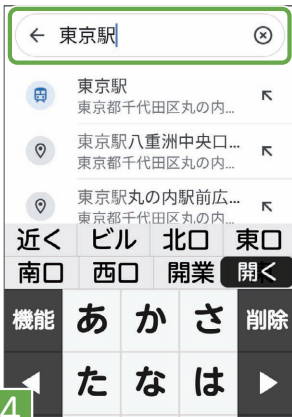 東京駅
東京駅
東京都千代田区丸の内...
東京駅八重洲中央口...
東京都千代田区丸の内...
東京駅丸の内駅前広...
東京都千代田区丸の内...
近く ビル 北口 東口
南口 西口 開業 開く
機能 あ か さ 削除
た な は
4